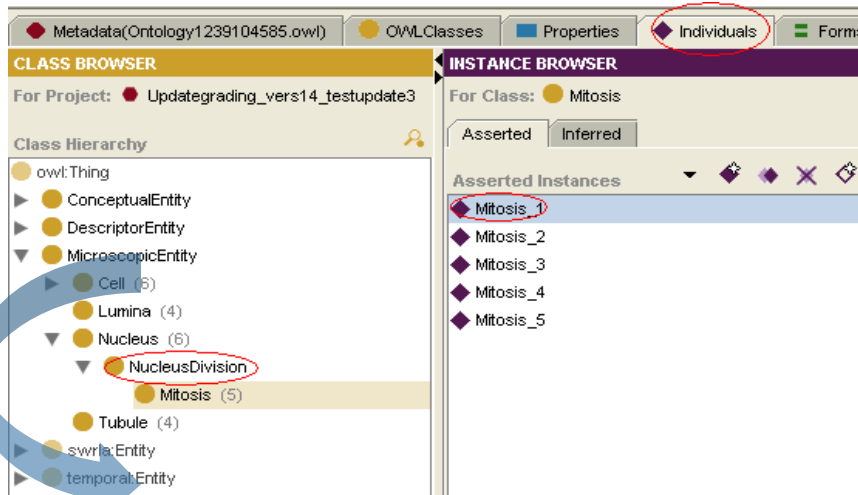 Metadata(Ontology1239104585.owl) OWLClasses Properties Individuals Forms
CLASS BROWSER
For Project: Updategrading_vers14_testupdate3
Class Hierarchy
owl:Thing
ConceptualEntity
DescriptorEntity
MicroscopicEntity
Cell (6)
Lumina (4)
Nucleus (6)
NucleusDivision
Mitosis (5)
Tubule (4)
swrla:Entity
temporal:Entity
INSTANCE BROWSER
For Class: Mitosis
Asserted Inferred
Asserted Instances
Mitosis_1
Mitosis_2
Mitosis_3
Mitosis_4
Mitosis_5